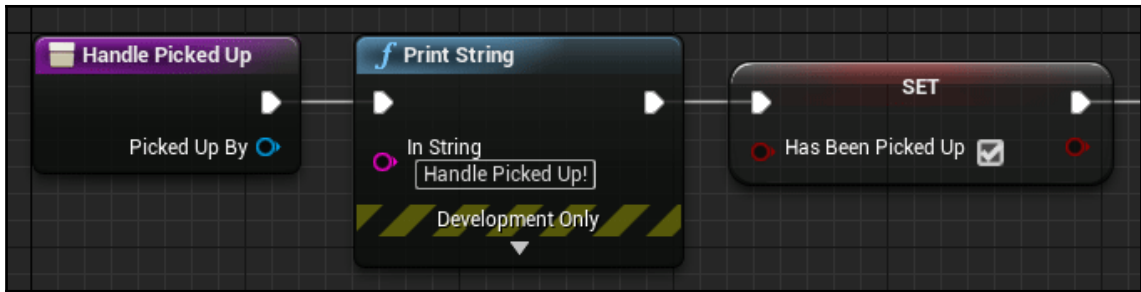 Handle Picked Up
Picked Up By
f Print String
In String
Handle Picked Up!
Development Only
SET
Has Been Picked Up